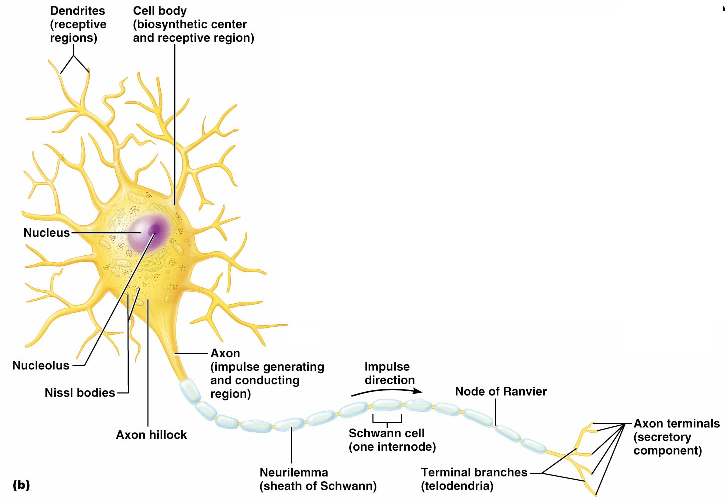 Dendrites
(receptive
regions)
Cell body
(biosynthetic center
and receptive region)
Nucleus
Nucleolus
Nissl bodies
Axon hillock
Axon
(impulse generating
and conducting
region)
Impulse
direction
Node of Ranvier
Schwann cell
(one internode)
Neurilemma
(sheath of Schwann)
Terminal branches
(telodendria)
Axon terminals
(secretory
component)
(b)